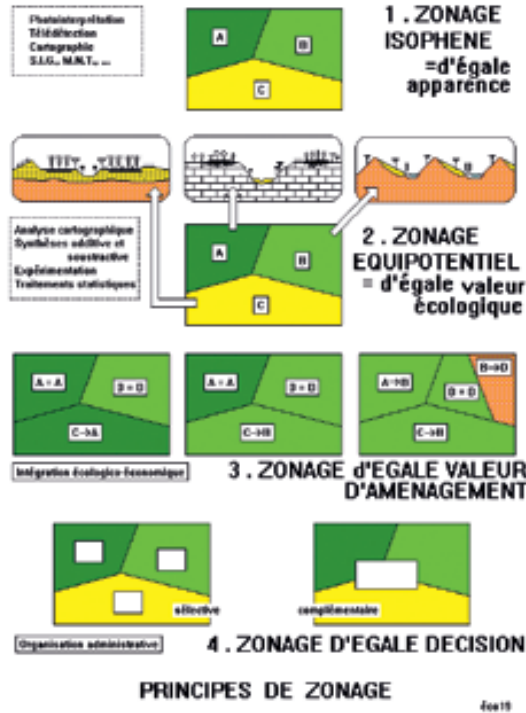 Photointerprétation
Télédétection
Cartographie
S.I.G., M.N.T., ...
A
B
C
1 . ZONAGE
ISOPHENE
=d'égale
apparence
Analyse cartographique
Synthèses additive et
soustractive
Expérimentation
Traitements statistiques
A
B
C
2 . ZONAGE
EQUIPOTENTIEL
= d'égale valeur
écologique
A = A
B = B
C→A
A = A
B = B
C→B
A→B
B = B
B→D
C→B
Intégration écologico-économique
3 . ZONAGE d'EGALE VALEUR
D'AMENAGEMENT
sélective
complémentaire
Organisation administrative
4 . ZONAGE D'EGALE DECISION
PRINCIPES DE ZONAGE